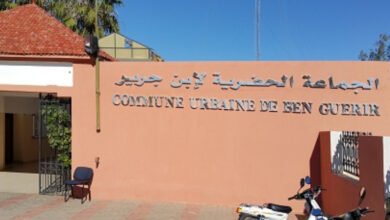 الجماعة الحضرية لإبن جرير
COMMUNE URBAINE DE BEN GUERIR